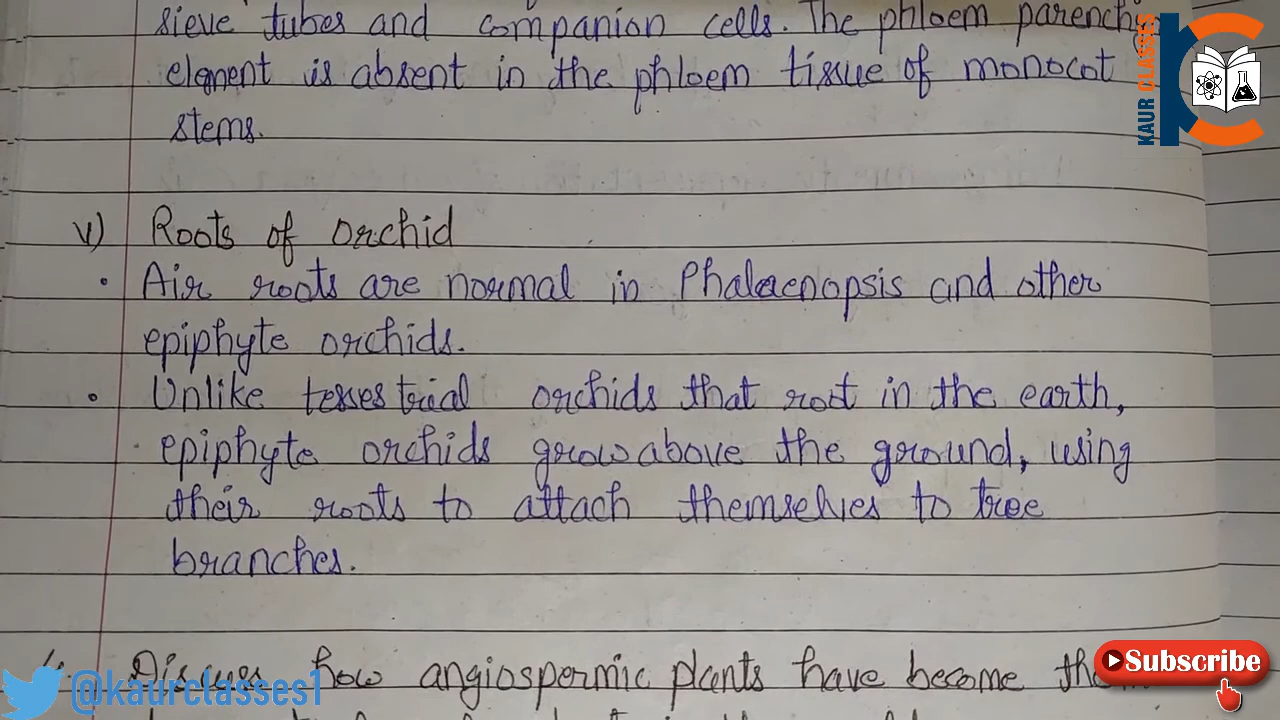 sieve tubes and companion cells. The phloem parenchy
element is absent in the phloem tissue of monocot
stems.
KAUR CLASSES
v) Roots of orchid
• Air roots are normal in Phalaenopsis and other
epiphyte orchids.
• Unlike terrestrial orchids that root in the earth,
epiphyte orchids grow above the ground, using
their roots to attach themselves to tree
branches.
Discuss how angiospermic plants have become
Subscribe
@kaurclasses1